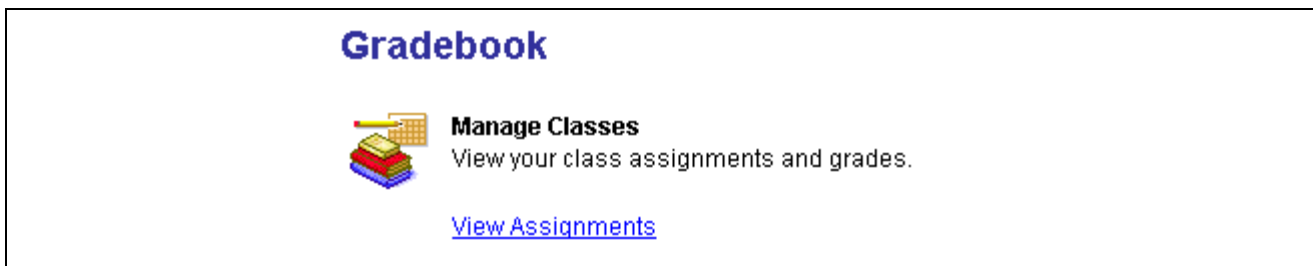 Gradebook
Manage Classes
View your class assignments and grades.
View Assignments